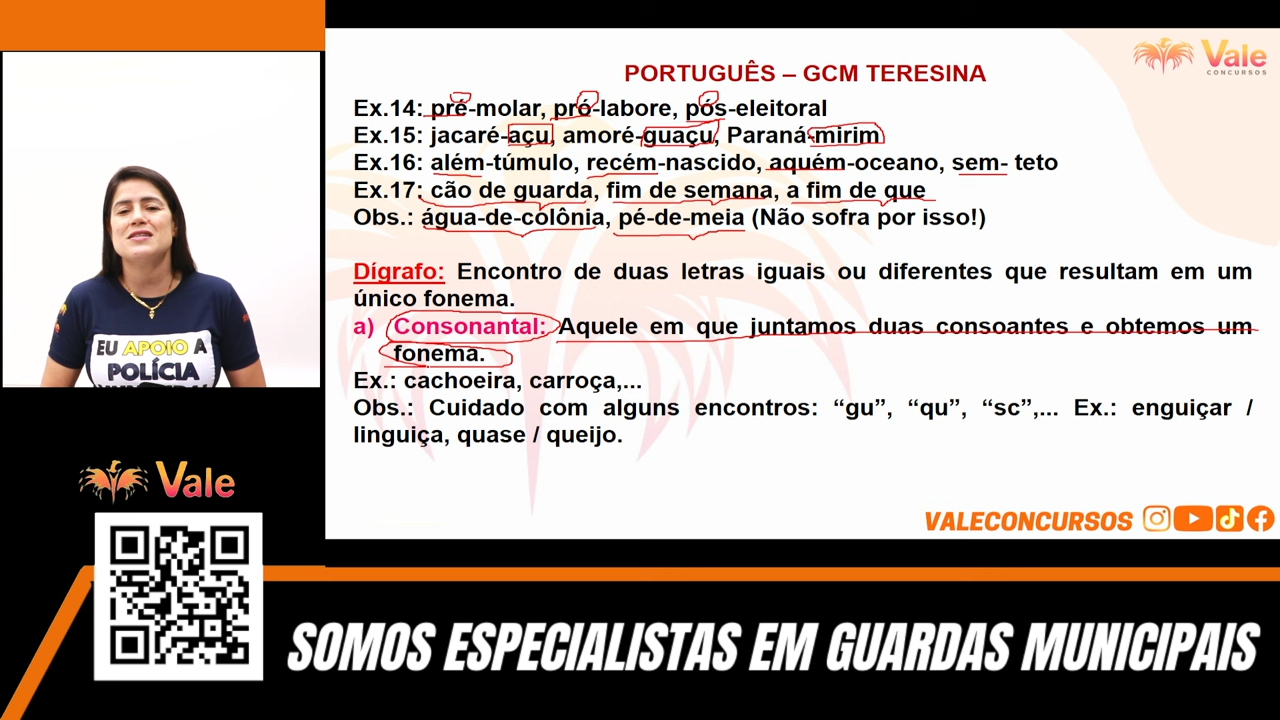 Vale
CONCURSOS
PORTUGUÊS – GCM TERESINA
Ex.14: pré-molar, pró-labore, pós-eleitoral
Ex.15: jacaré-açu, amoré-guaçu, Paraná-mirim
Ex.16: além-túmulo, recém-nascido, aquém-oceano, sem- teto
Ex.17: cão de guarda, fim de semana, a fim de que
Obs.: água-de-colônia, pé-de-meia (Não sofra por isso!)
Dígrafo: Encontro de duas letras iguais ou diferentes que resultam em um
único fonema.
a) Consonantal: Aquele em que juntamos duas consoantes e obtemos um
fonema.
Ex.: cachoeira, carroça,...
Obs.: Cuidado com alguns encontros: “gu”, “qu”, “sc”,... Ex.: enguiçar /
linguiça, quase / queijo.
VALECONCURSOS
EU APOIO A
POLÍCIA
Vale
SOMOS ESPECIALISTAS EM GUARDAS MUNICIPAIS